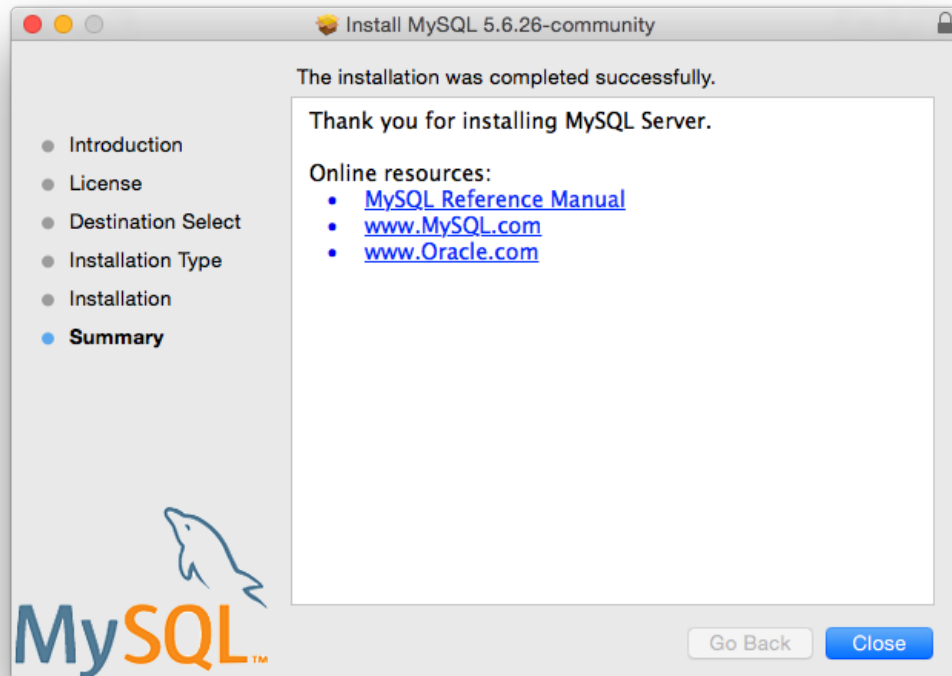 Install MySQL 5.6.26-community
The installation was completed successfully.
Introduction
License
Destination Select
Installation Type
Installation
Summary
Thank you for installing MySQL Server.
Online resources:
• MySQL Reference Manual
• www.MySQL.com
• www.Oracle.com
MySQL™
Go Back
Close